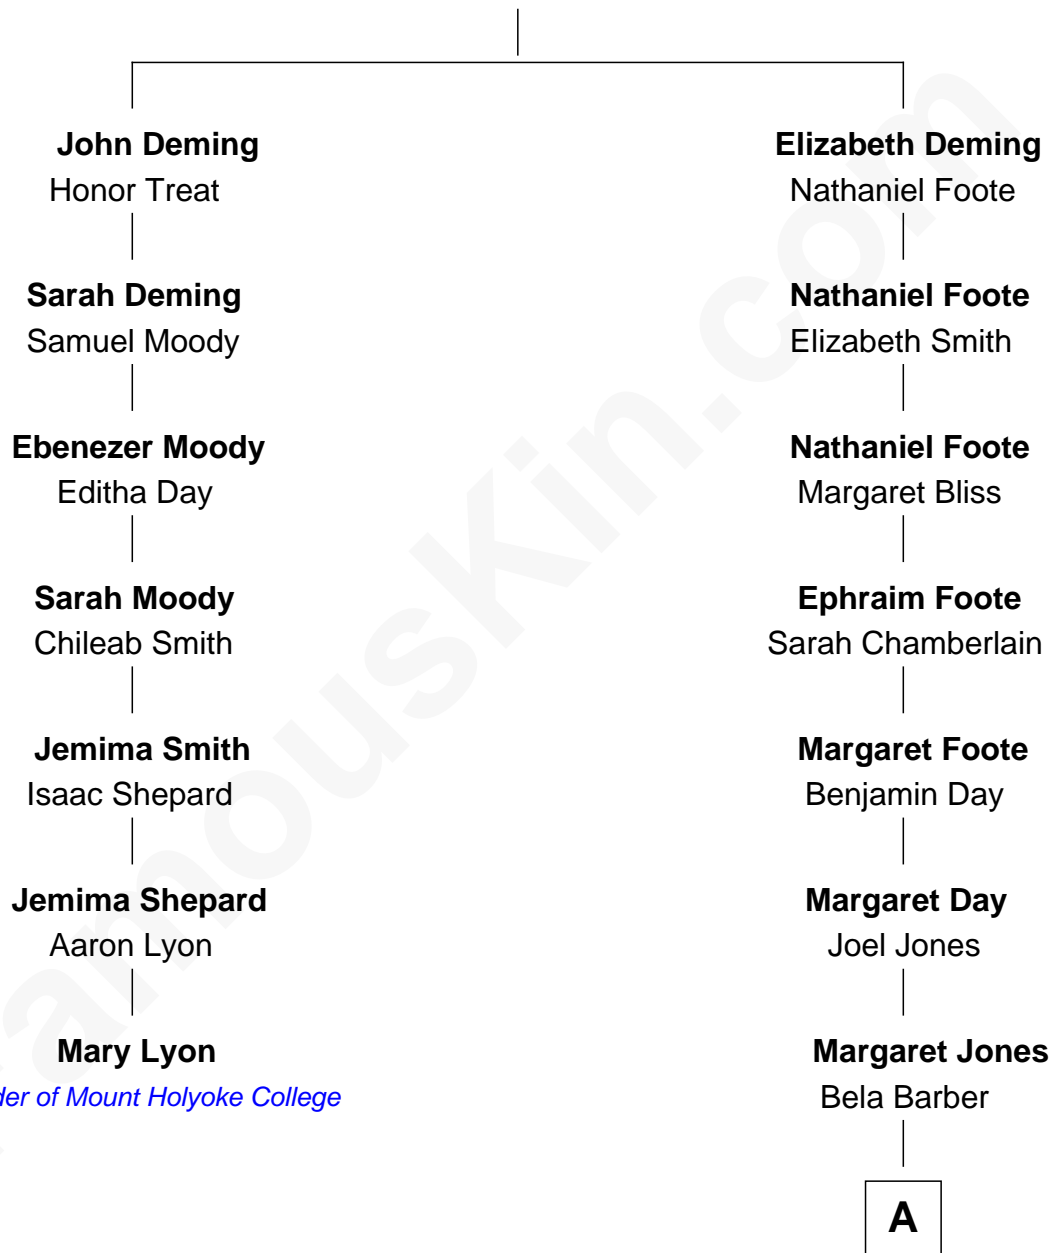 John Deming
Honor Treat
Sarah Deming
Samuel Moody
Ebenezer Moody
Editha Day
Sarah Moody
Chileab Smith
Jemima Smith
Isaac Shepard
Jemima Shepard
Aaron Lyon
Mary Lyon
of Mount Holyoke College
Elizabeth Deming
Nathaniel Foote
Nathaniel Foote
Elizabeth Smith
Nathaniel Foote
Margaret Bliss
Ephraim Foote
Sarah Chamberlain
Margaret Foote
Benjamin Day
Margaret Day
Joel Jones
Margaret Jones
Bela Barber
A
FamousKin.com